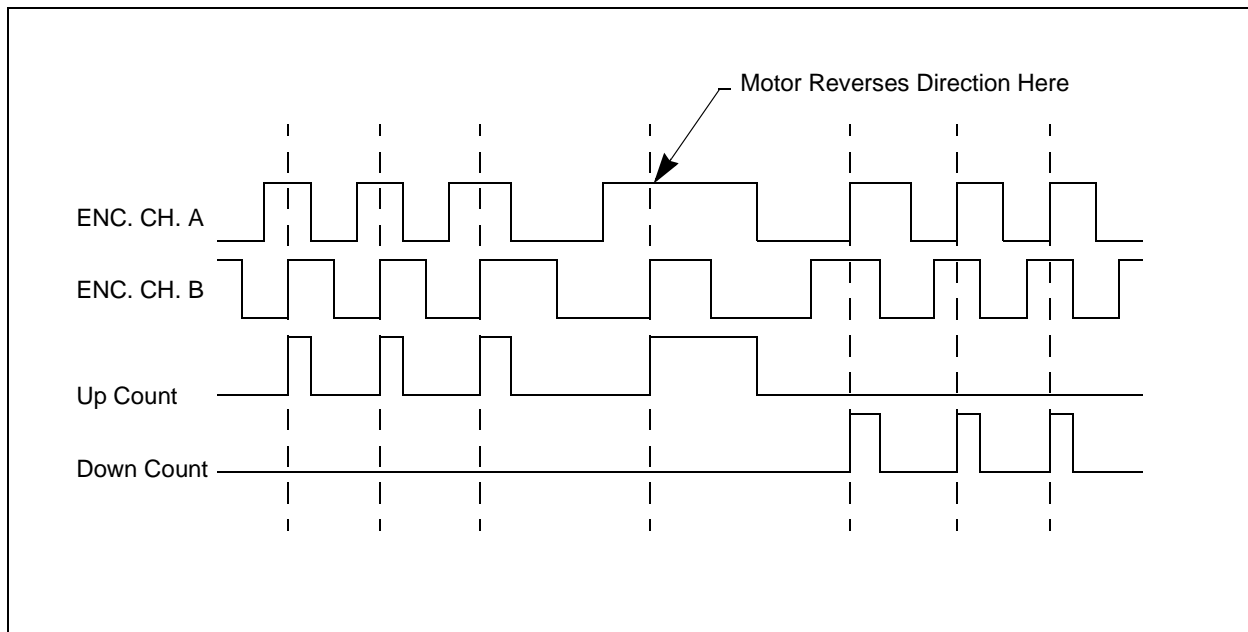 Motor Reverses Direction Here
ENC. CH. A
ENC. CH. B
Up Count
Down Count